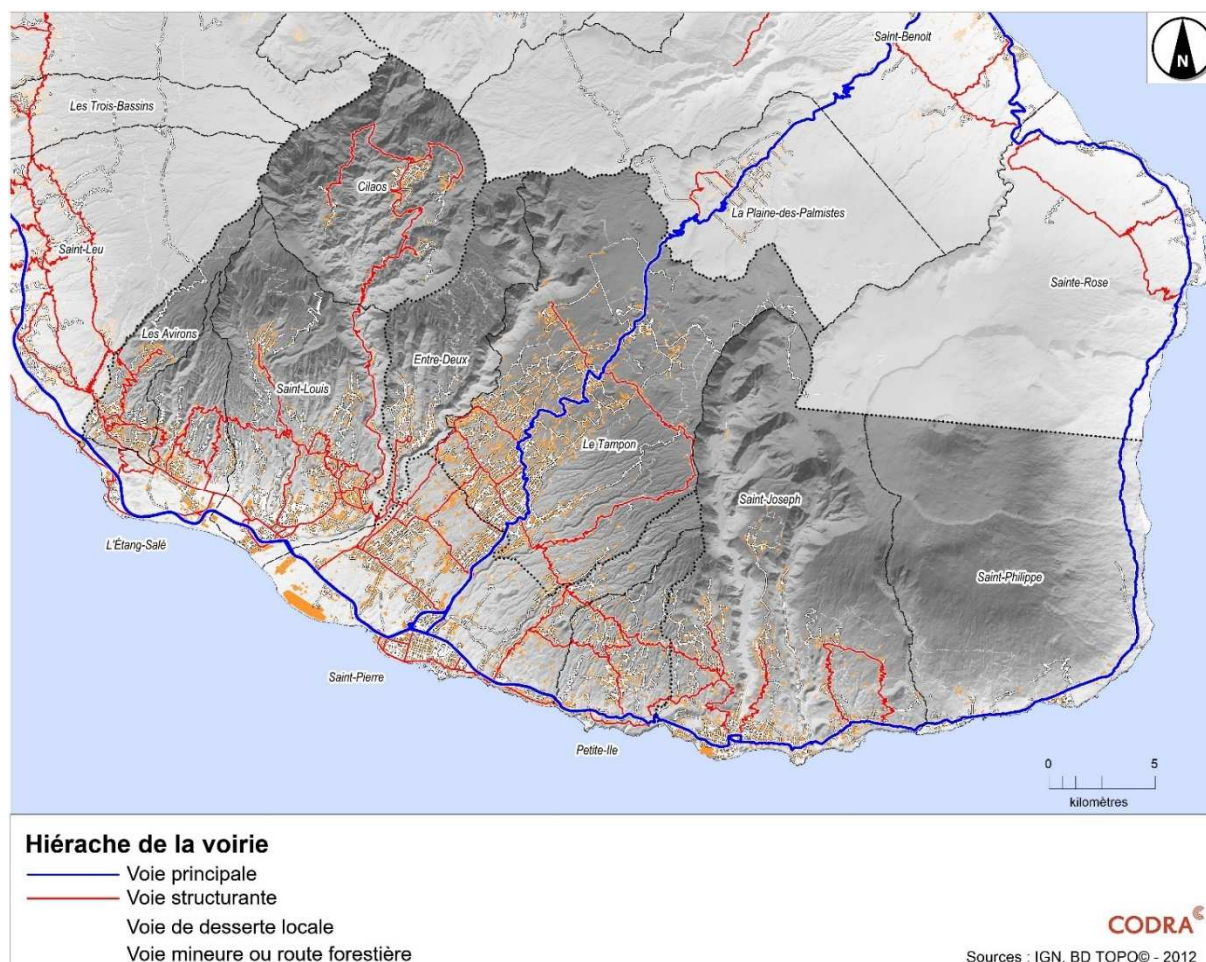 Saint-Benoit
N
Les Trois-Bassins
Cilaos
La Plaine-des-Palmistes
Saint-Leu
Sainte-Rose
Les Avirons
Entre-Deux
Saint-Louis
Le Tampon
Saint-Joseph
L'Étang-Salé
Saint-Philippe
Saint-Pierre
Petite-Ile
0 5
kilomètres
Hiérache de la voirie
Voie principale
Voie structurante
Voie de desserte locale
Voie mineure ou route forestière
CODRA
Sources : IGN, BD TOPO© - 2012